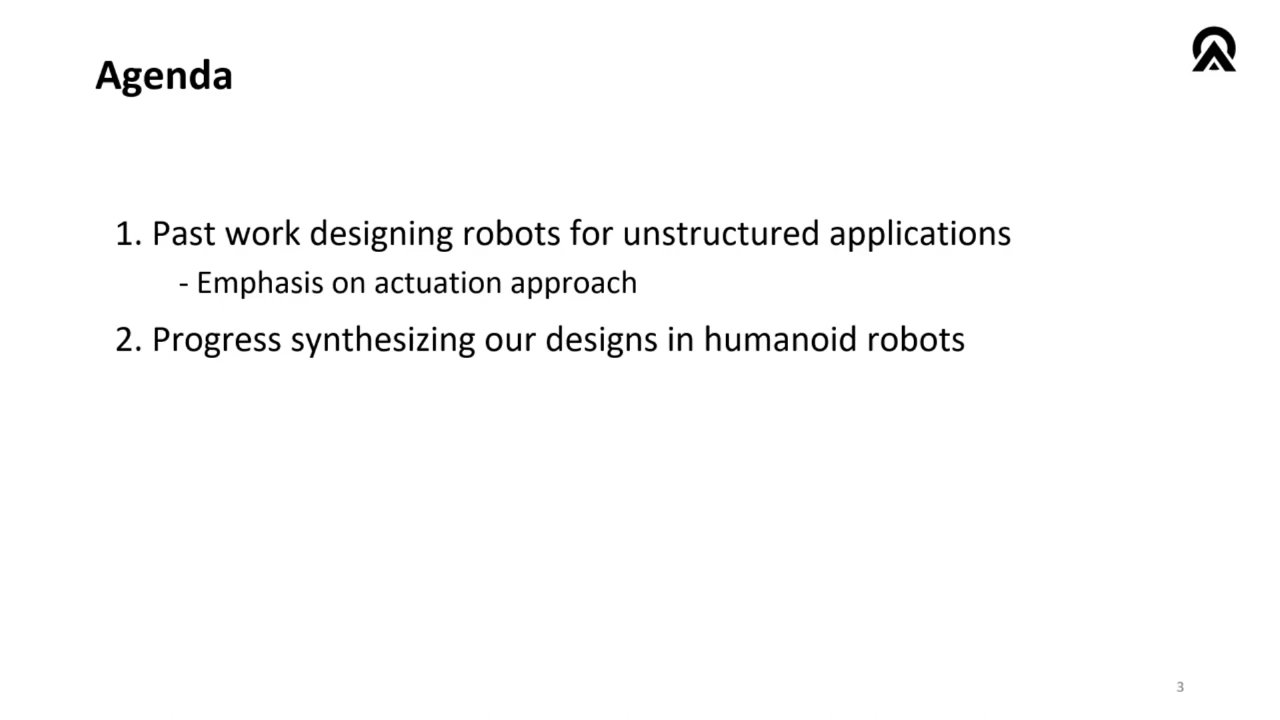 Agenda
1. Past work designing robots for unstructured applications
- Emphasis on actuation approach
2. Progress synthesizing our designs in humanoid robots
3